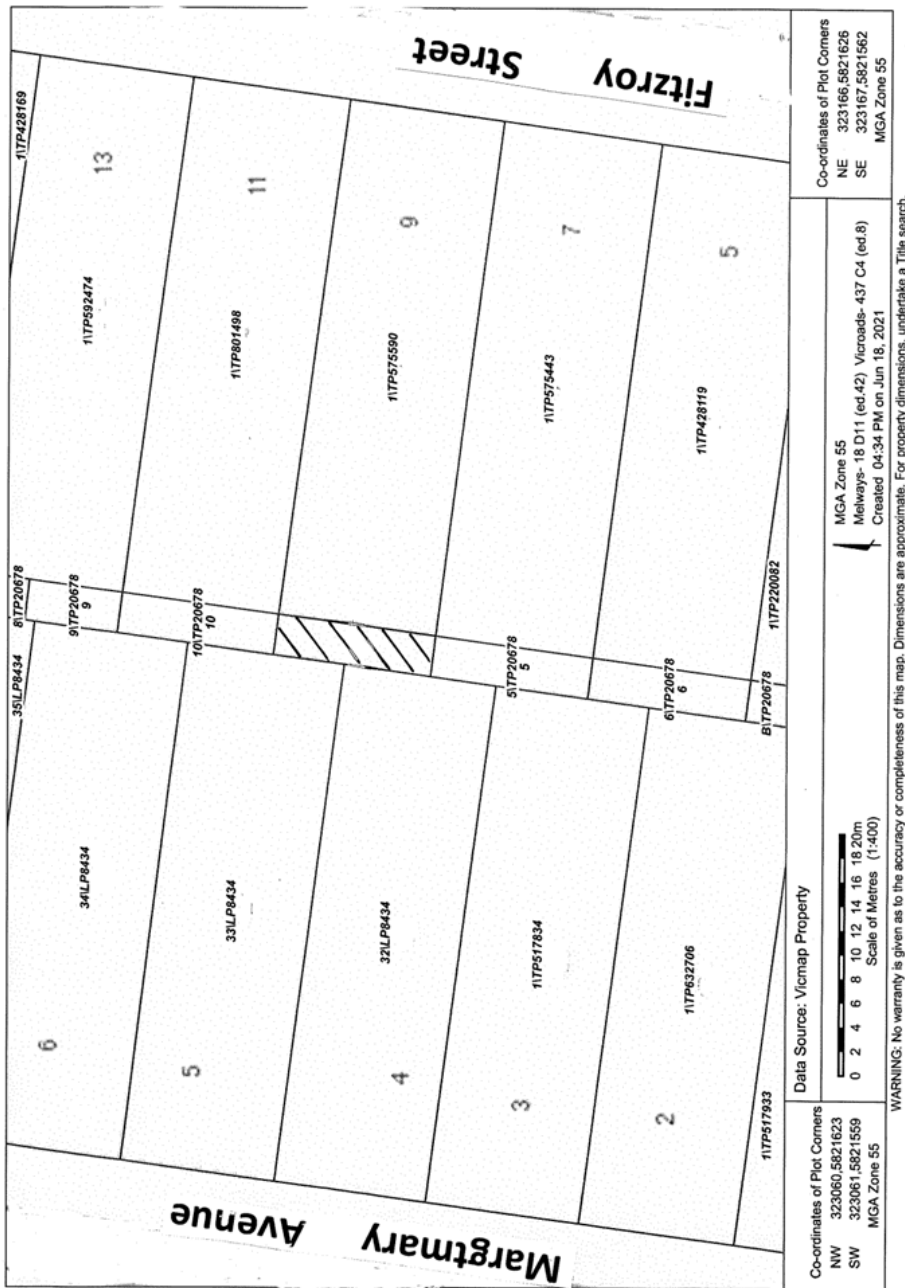 Margtmary Avenue
Fitzroy Street
35\LP8434
8\TP20678
1\TP428169
6
34\LP8434
9\TP20678
9
1\TP592474
13
5
33\LP8434
10\TP20678
10
1\TP801498
11
4
32\LP8434
1\TP575590
9
3
1\TP517834
5\TP20678
5
1\TP575443
7
2
1\TP632706
6\TP20678
6
1\TP428119
5
1\TP517933
B\TP20678
1\TP220082
Co-ordinates of Plot Corners
NW 323060,5821623
SW 323061,5821559
MGA Zone 55
Data Source: Vicmap Property
0 2 4 6 8 10 12 14 16 18 20m
Scale of Metres (1:400)
MGA Zone 55
Melways- 18 D11 (ed.42) Vicroads- 437 C4 (ed.8)
Created 04:34 PM on Jun 18, 2021
Co-ordinates of Plot Corners
NE 323166,5821626
SE 323167,5821562
MGA Zone 55
WARNING: No warranty is given as to the accuracy or completeness of this map. Dimensions are approximate. For property dimensions, undertake a Title search